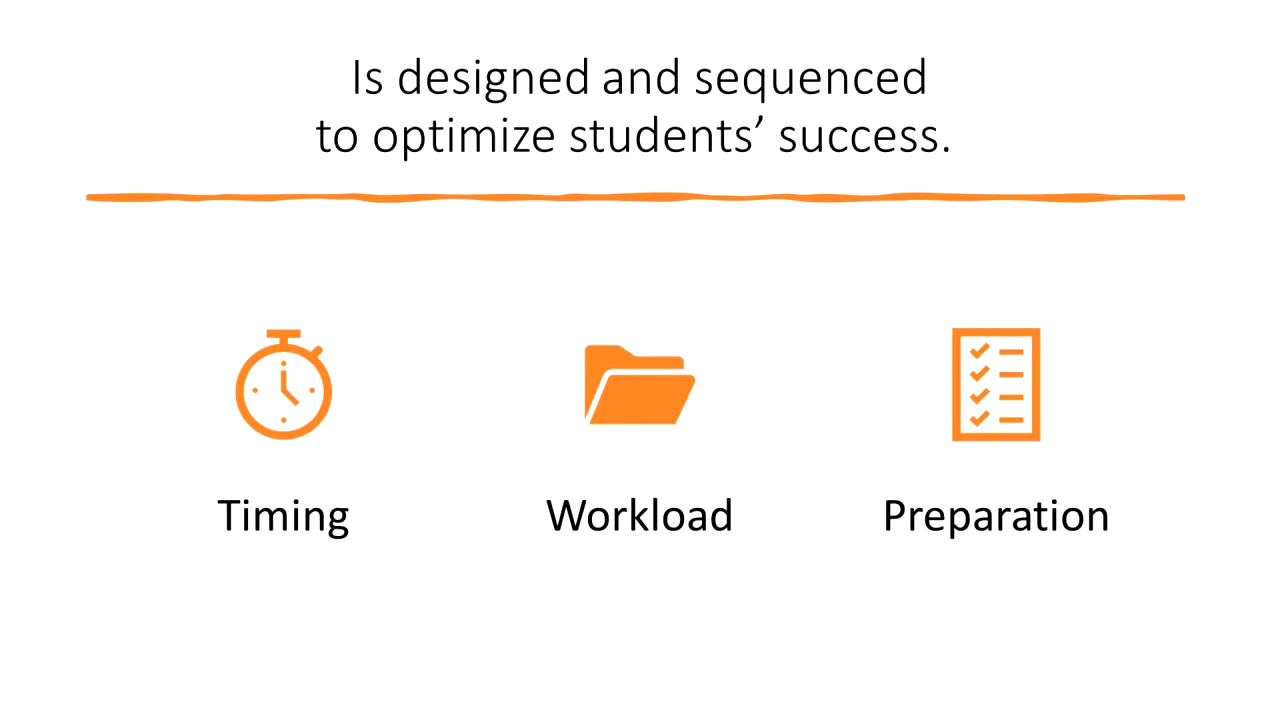 Is designed and sequenced
to optimize students’ success.
Timing
Workload
Preparation